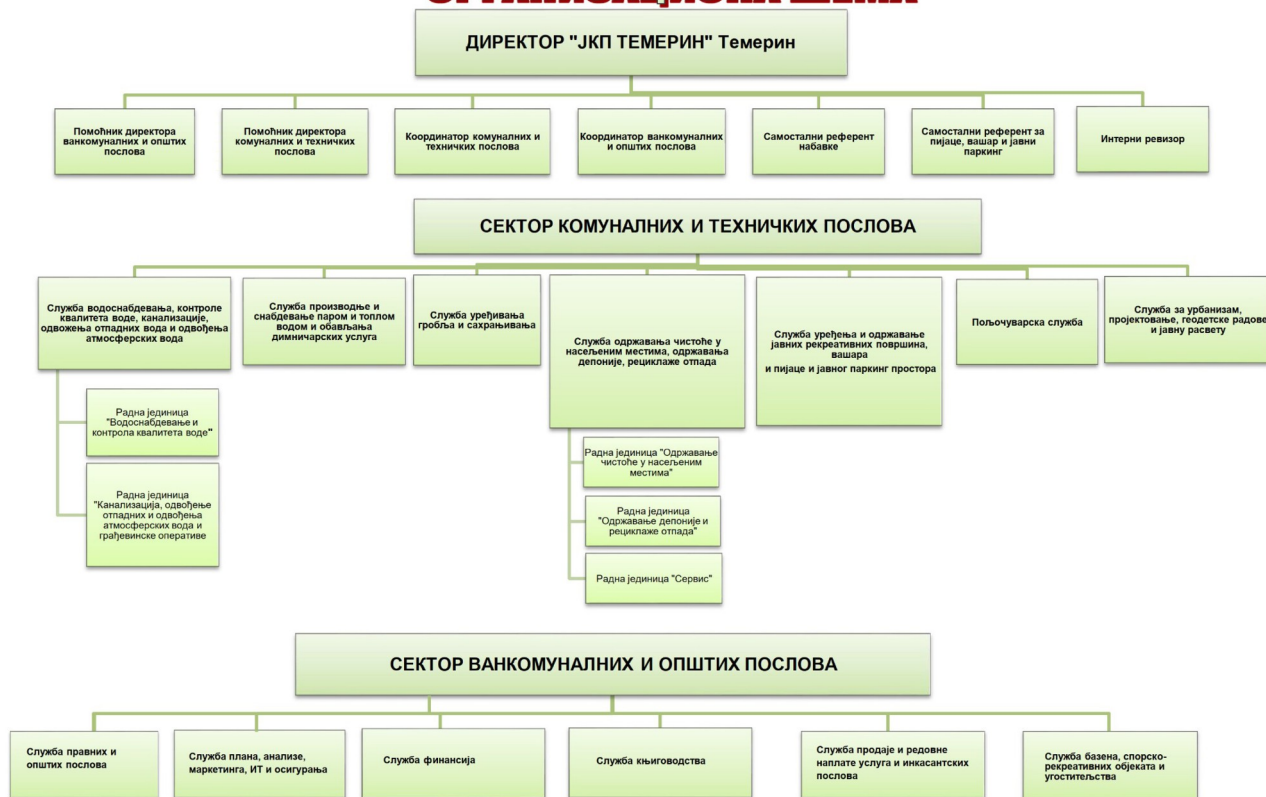 ОРГАНИЗАЦИОНА ШЕМА
ДИРЕКТОР "ЈКП ТЕМЕРИН" Темерин
Помоћник директора
ванкомуналних и општих
послова
Помоћник директора
комуналних и техничких
послова
Координатор комуналних и
техничких послова
Координатор ванкомуналних
и општих послова
Самостални референт
набавке
Самостални референт за
пијаце, вашар и јавни
паркинг
Интерни ревизор
СЕКТОР КОМУНАЛНИХ И ТЕХНИЧКИХ ПОСЛОВА
Служба водоснабдевања, контроле
квалитета воде, канализације,
одвожења отпадних вода и одвођења
атмосферских вода
Радна јединица
"Водоснабдевање и
контрола квалитета воде"
Радна јединица
"Канализација, одвођење
отпадних и одвођења
атмосферских вода и
грађевинске оперативе
Служба производње и
снабдевање паром и топлом
водом и обављања
димничарских услуга
Служба уређивања
гробља и сахрањивања
Служба одржавања чистоће у
насељеним местима, одржавања
депоније, рециклаже отпада
Радна јединица "Одржавање
чистоће у насељеним
местима"
Радна јединица
"Одржавање депоније и
рециклаже отпада"
Радна јединица "Сервис"
Служба уређења и одржавање
јавних рекреативних површина,
вашара
и пијаце и јавног паркинг простора
Пољочуварска служба
Служба за урбанизам,
пројектовање, геодетске радове
и јавну расвету
СЕКТОР ВАНКОМУНАЛНИХ И ОПШТИХ ПОСЛОВА
Служба правних и
општих послова
Служба плана, анализе,
маркетинга, ИТ и осигурања
Служба финансија
Служба књиговодства
Служба продаје и редовне
наплате услуга и инкасантских
послова
Служба базена, спорско-
рекреативних објеката и
угоститељства